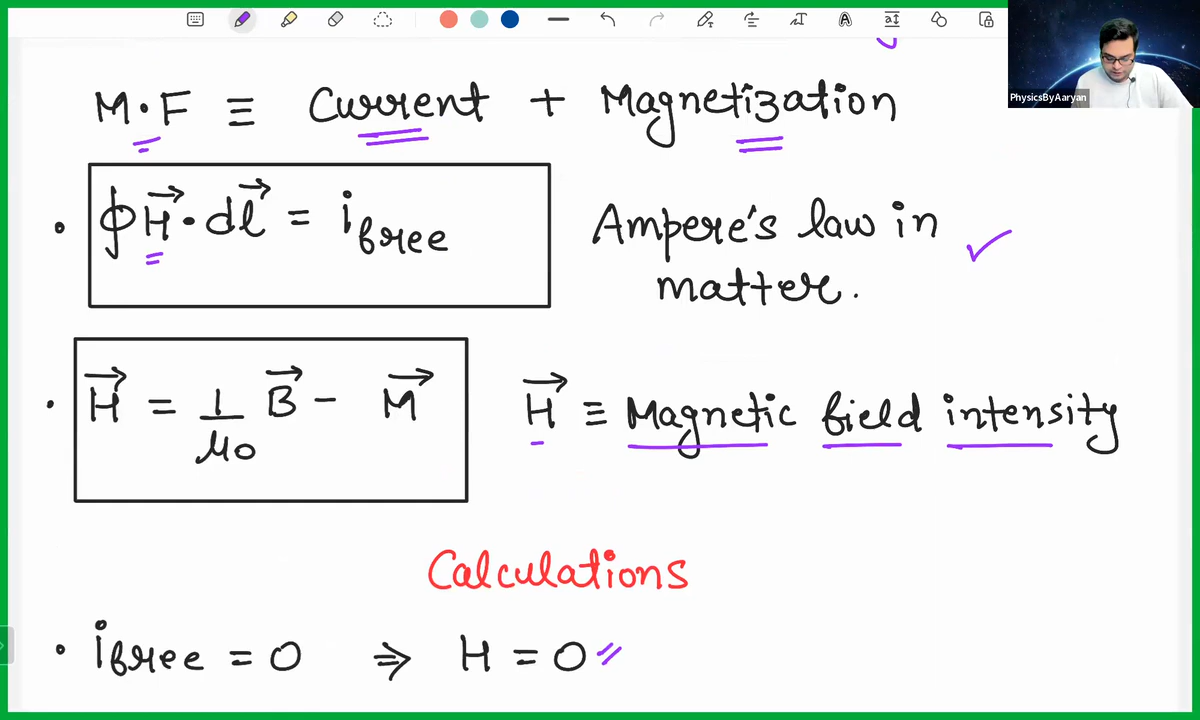 PhysicsByAaryan
M.F ≡ Current + Magnetization
• ∮H⃗·dl⃗ = i_free
Ampere's law in
matter.
• H⃗ = 1/μ0 B⃗ - M⃗
H⃗ ≡ Magnetic field intensity
Calculations
• i_free = 0 ⇒ H = 0